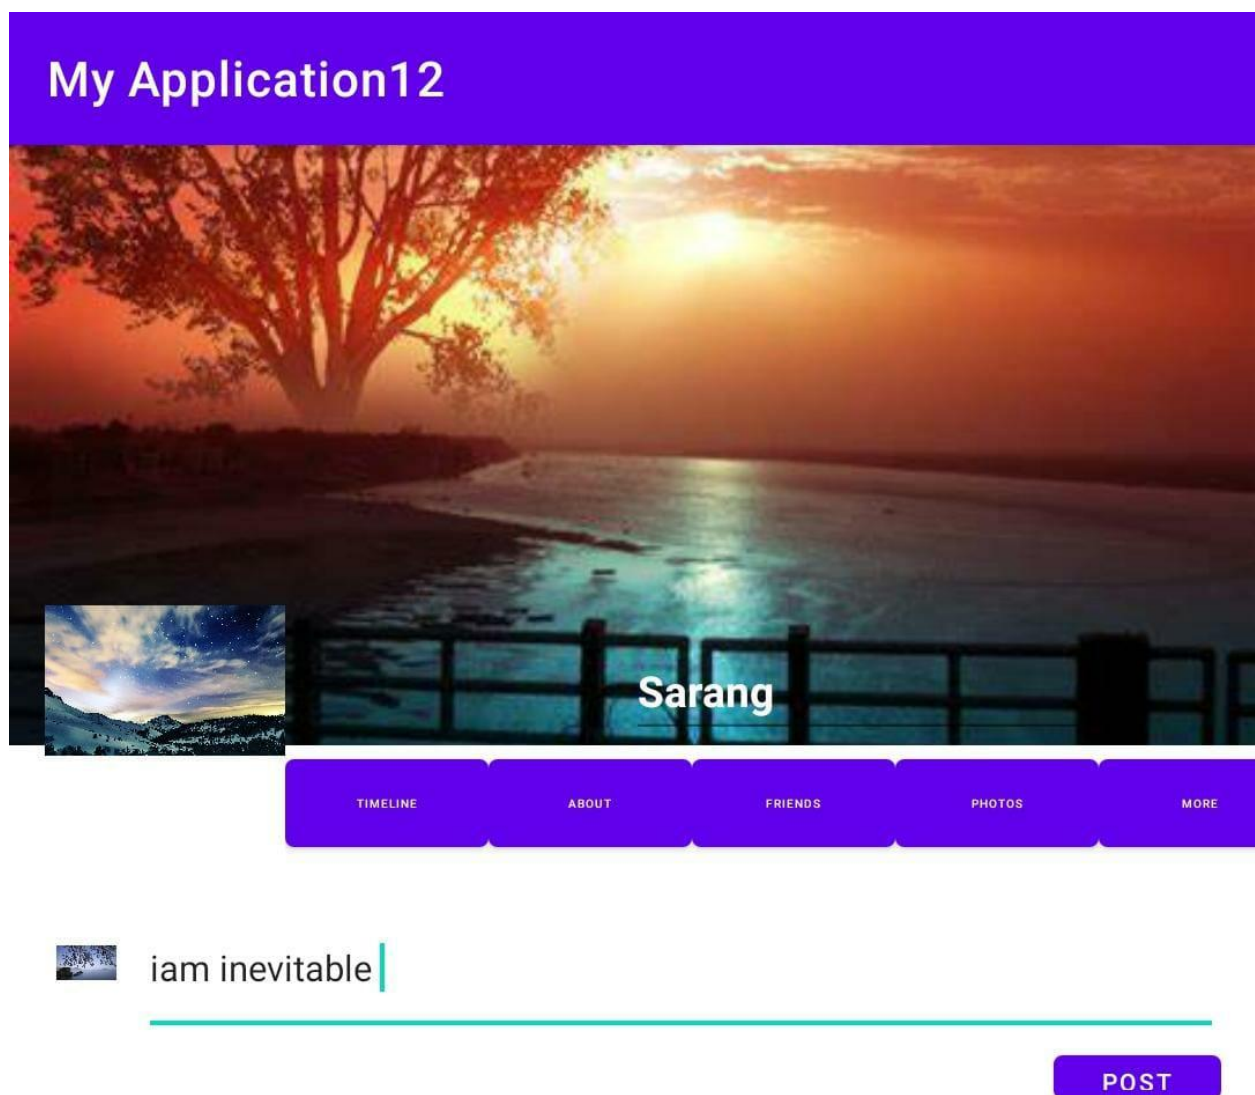 My Application12
Sarang
TIMELINE ABOUT FRIENDS PHOTOS MORE
iam inevitable
POST